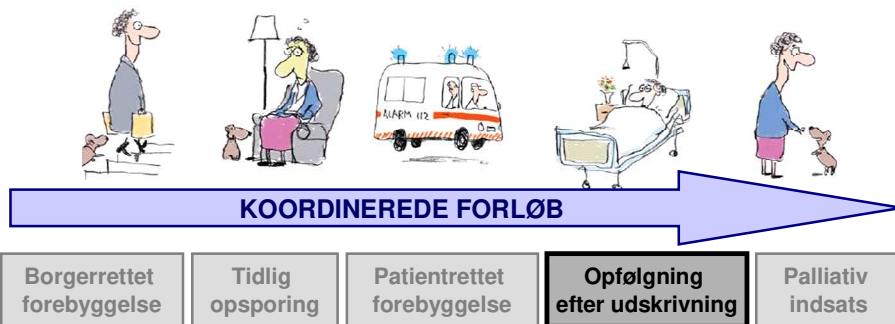 ALARM 112
KOORDINEREDE FORLØB
Borgerrettet
forebyggelse
Tidlig
opsporing
Patientrettet
forebyggelse
Opfølgning
efter udskrivning
Palliativ
indsats